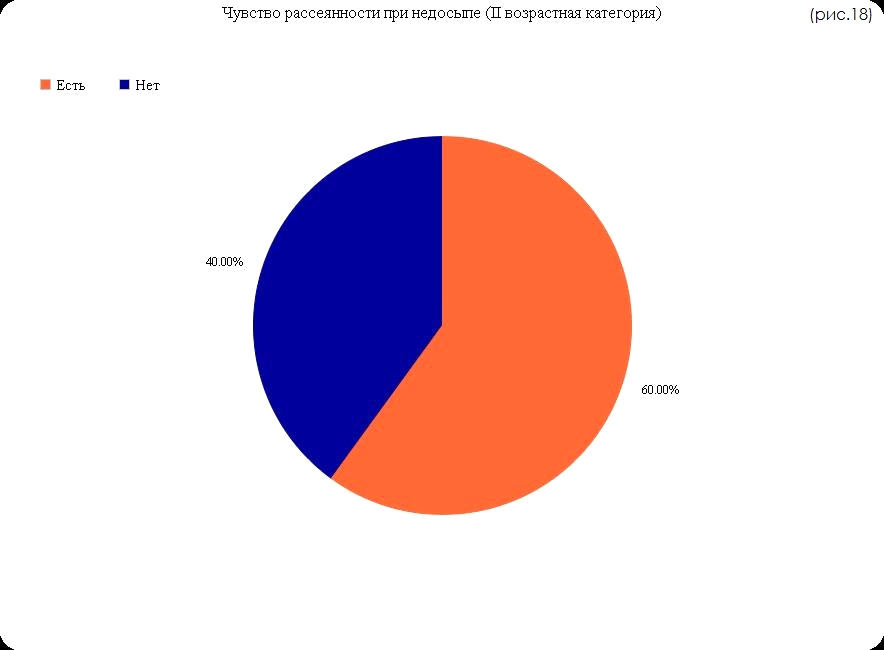 Чувство рассеянности при недосыпе (II возрастная категория)
(рис.18)
Есть
Нет
40.00%
60.00%